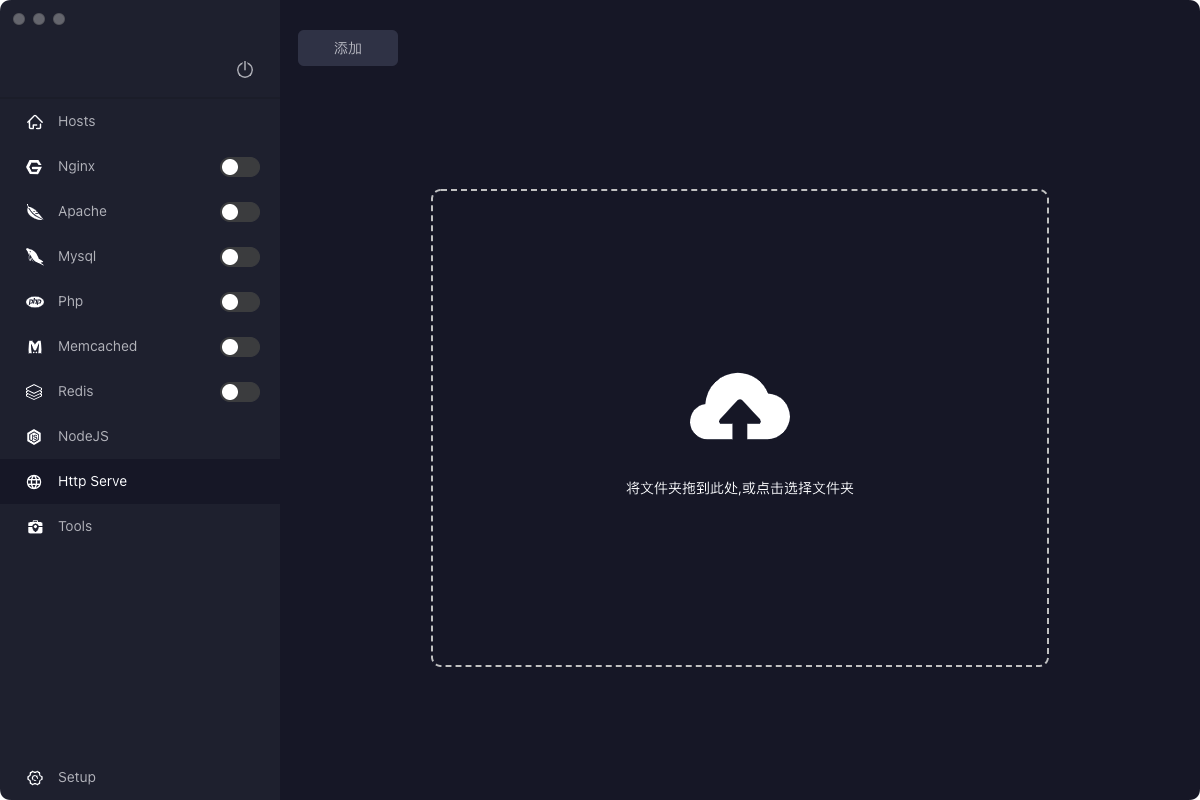 添加
Hosts
Nginx
Apache
Mysql
Php
php
Memcached
Redis
NodeJS
Http Serve
Tools
将文件夹拖到此处,或点击选择文件夹
Setup